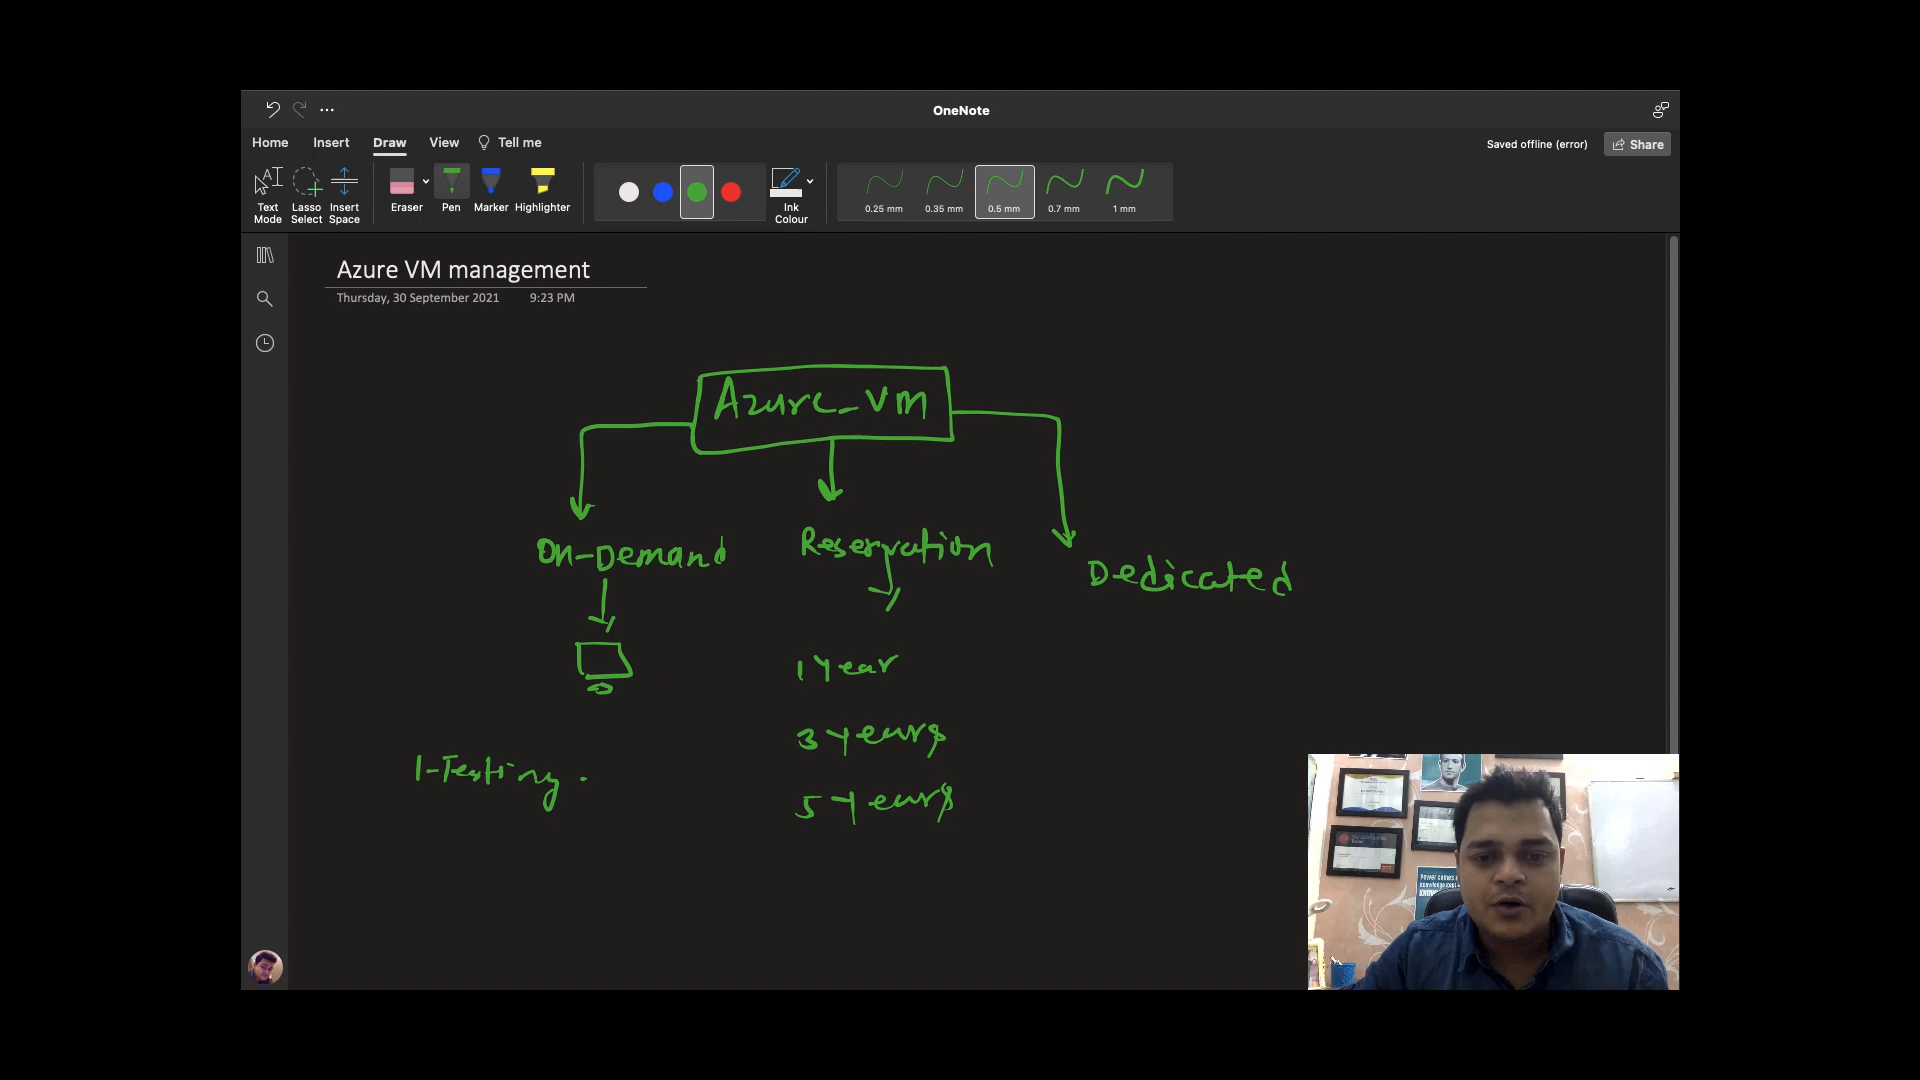 OneNote
Home Insert Draw View Tell me
Saved offline (error) Share
Text Mode
Lasso Select
Insert Space
Eraser
Pen
Marker
Highlighter
Ink Colour
0.25 mm
0.35 mm
0.5 mm
0.7 mm
1 mm
Azure VM management
Thursday, 30 September 2021 9:23 PM
Azure_VM
On-Demand
Reservation
Dedicated
1 Year
3 Years
5 Years
1-Testing.
Power comes